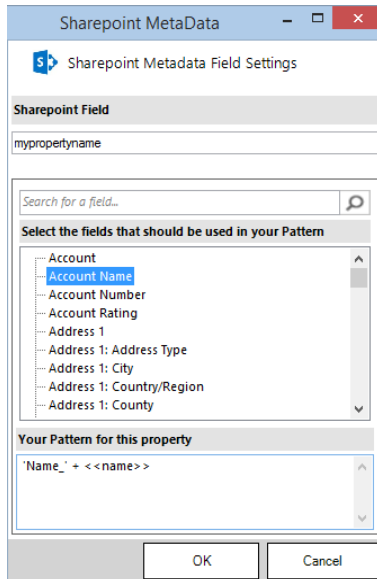 Sharepoint MetaData
Sharepoint Metadata Field Settings
Sharepoint Field
mypropertyname
Search for a field...
Select the fields that should be used in your Pattern
Account
Account Name
Account Number
Account Rating
Address 1
Address 1: Address Type
Address 1: City
Address 1: Country/Region
Address 1: County
Your Pattern for this property
'Name_' + <<name>>
OK Cancel